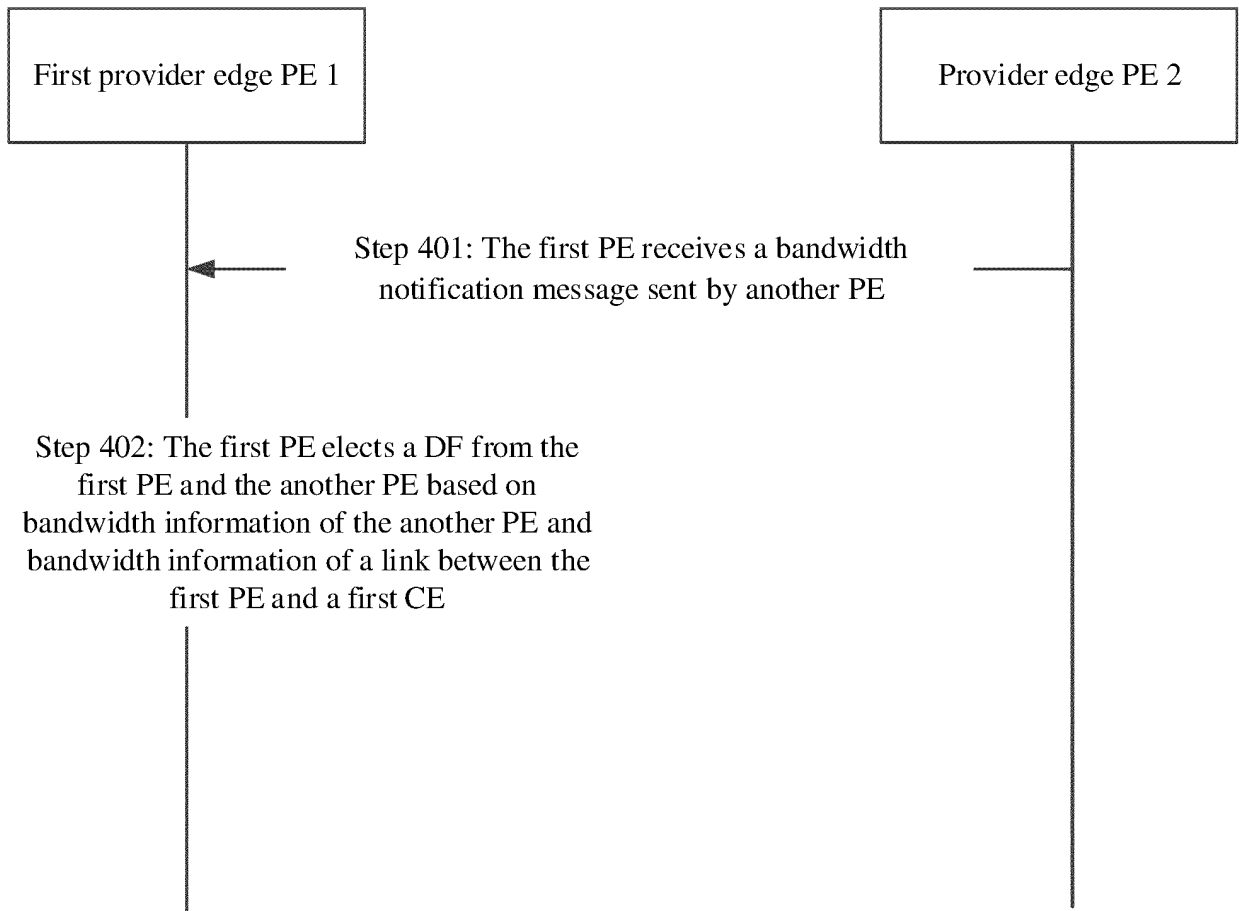 First provider edge PE 1
Provider edge PE 2
Step 401: The first PE receives a bandwidth
notification message sent by another PE
Step 402: The first PE elects a DF from the
first PE and the another PE based on
bandwidth information of the another PE and
bandwidth information of a link between the
first PE and a first CE